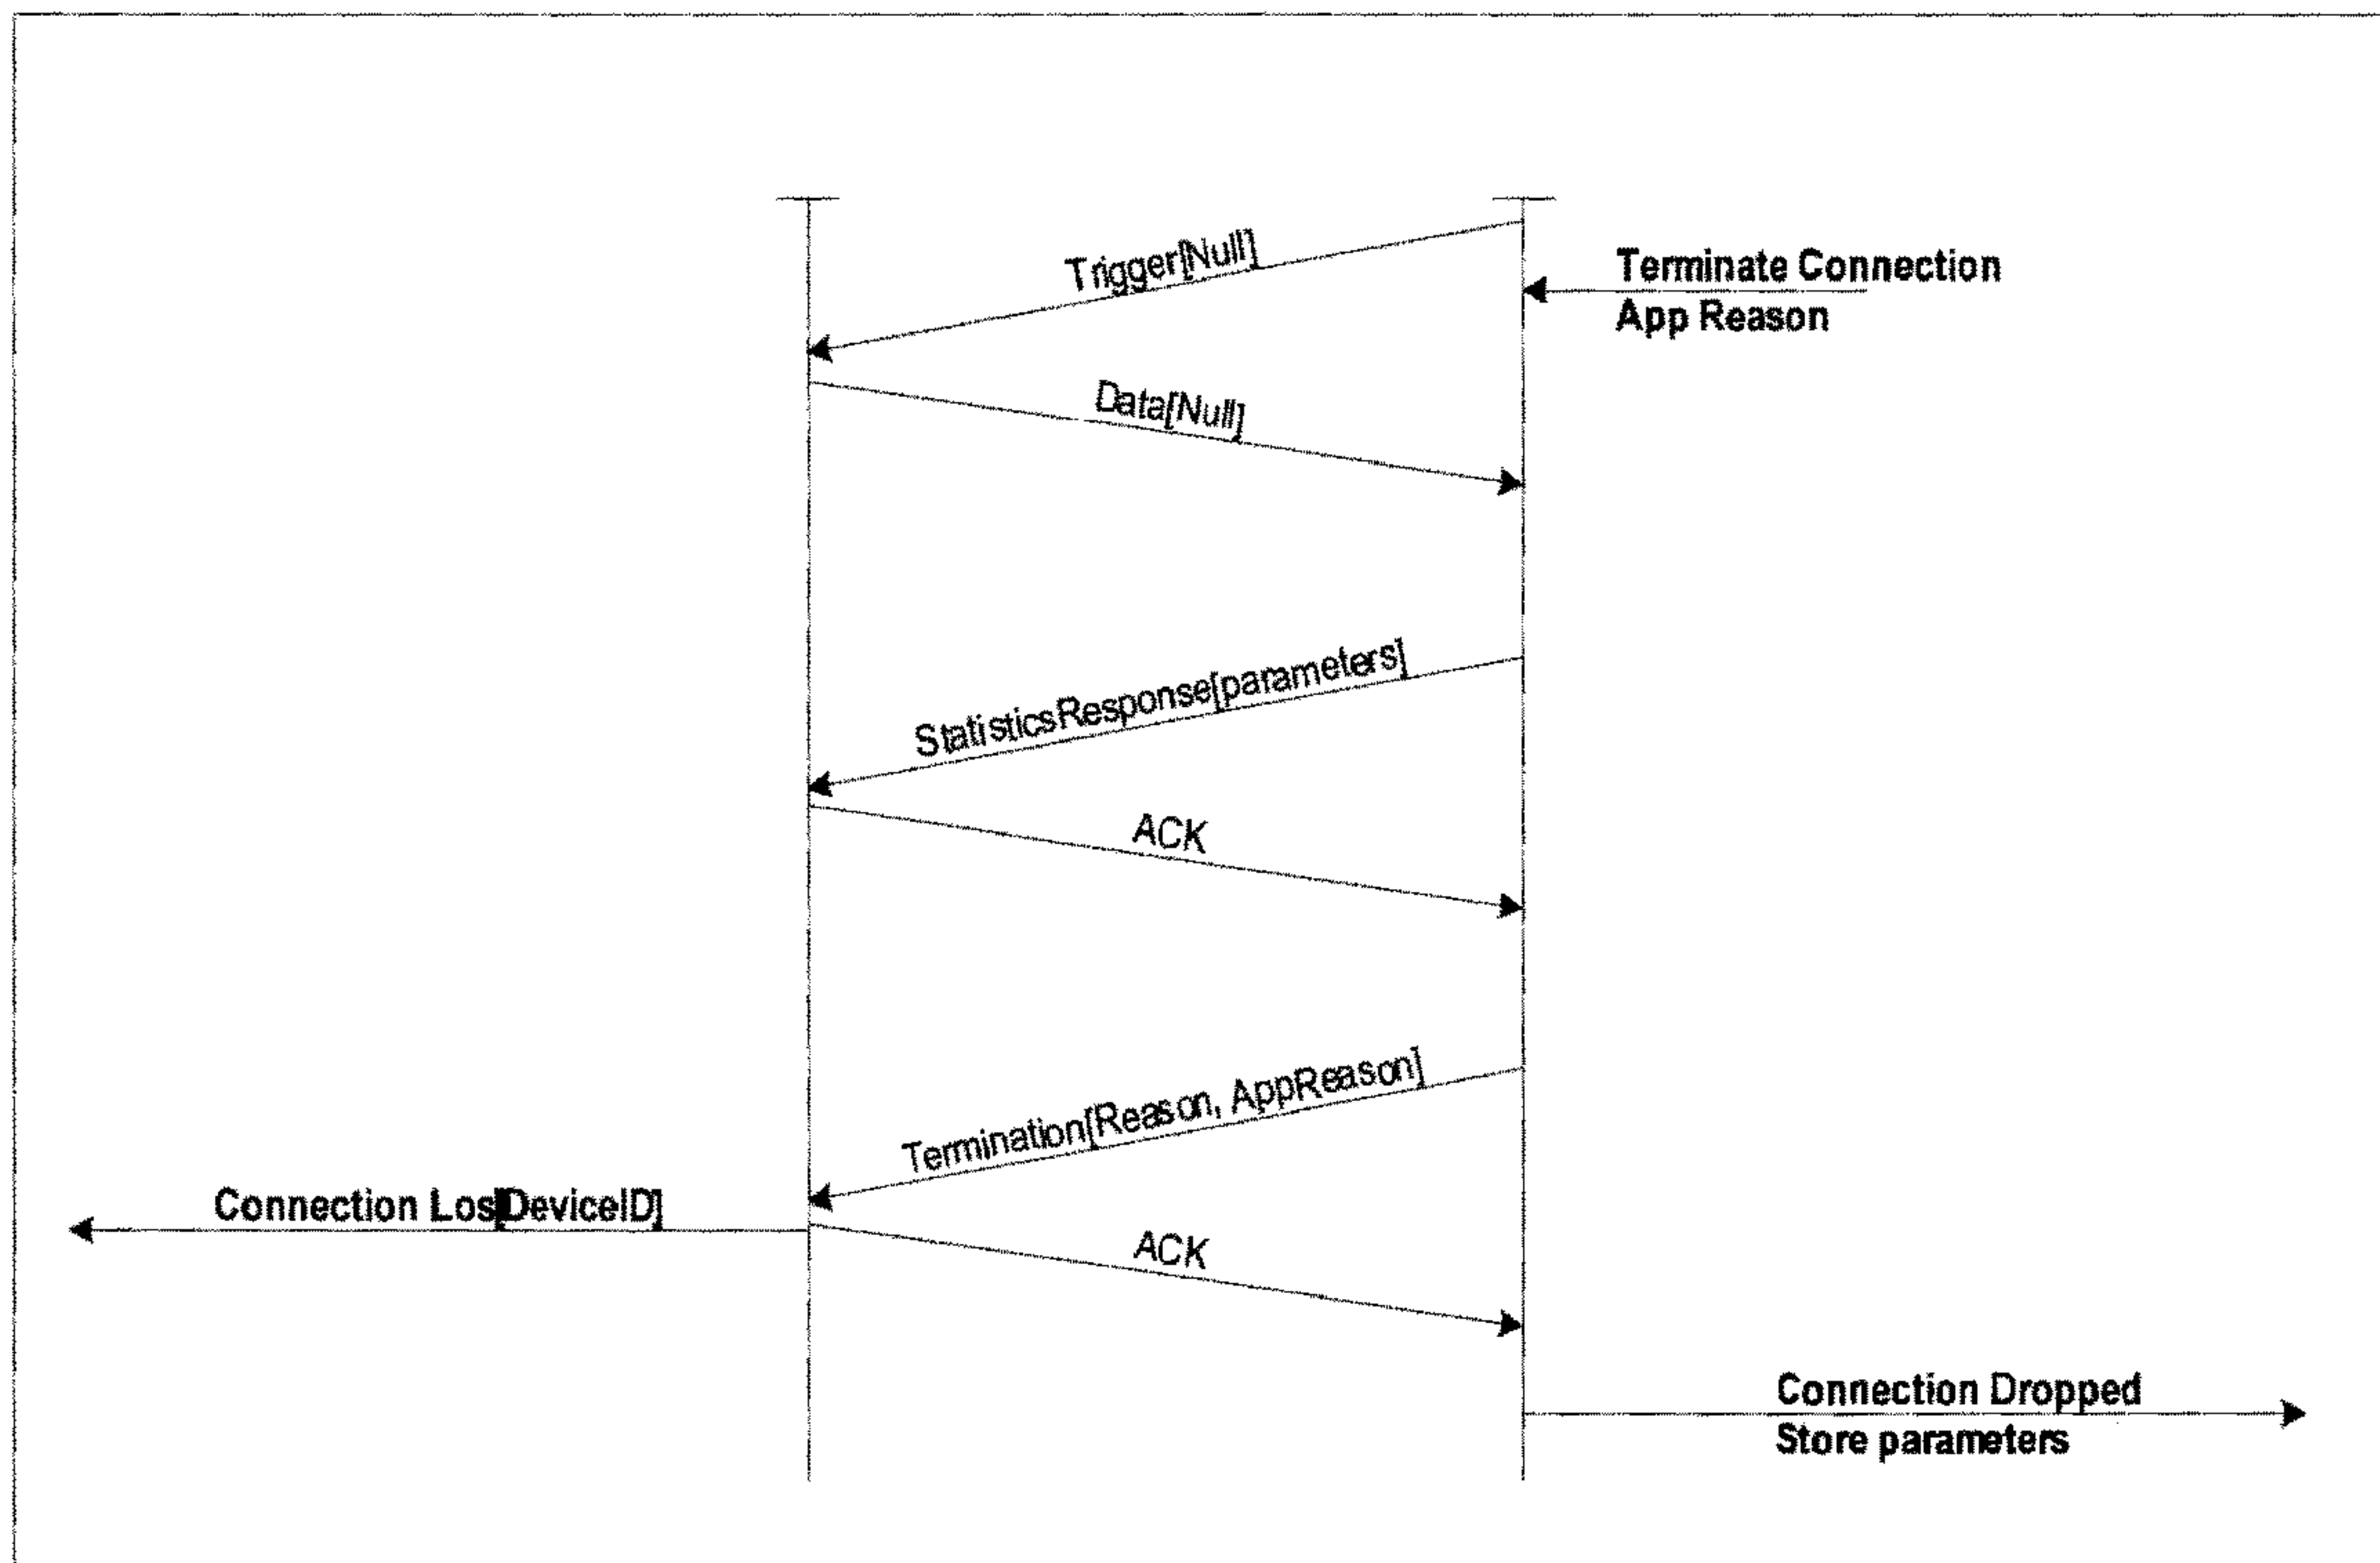 Trigger[Null]
Terminate Connection
App Reason
Data[Null]
StatisticsResponse[parameters]
ACK
Termination[Reason, AppReason]
Connection Los[DeviceID]
ACK
Connection Dropped
Store parameters